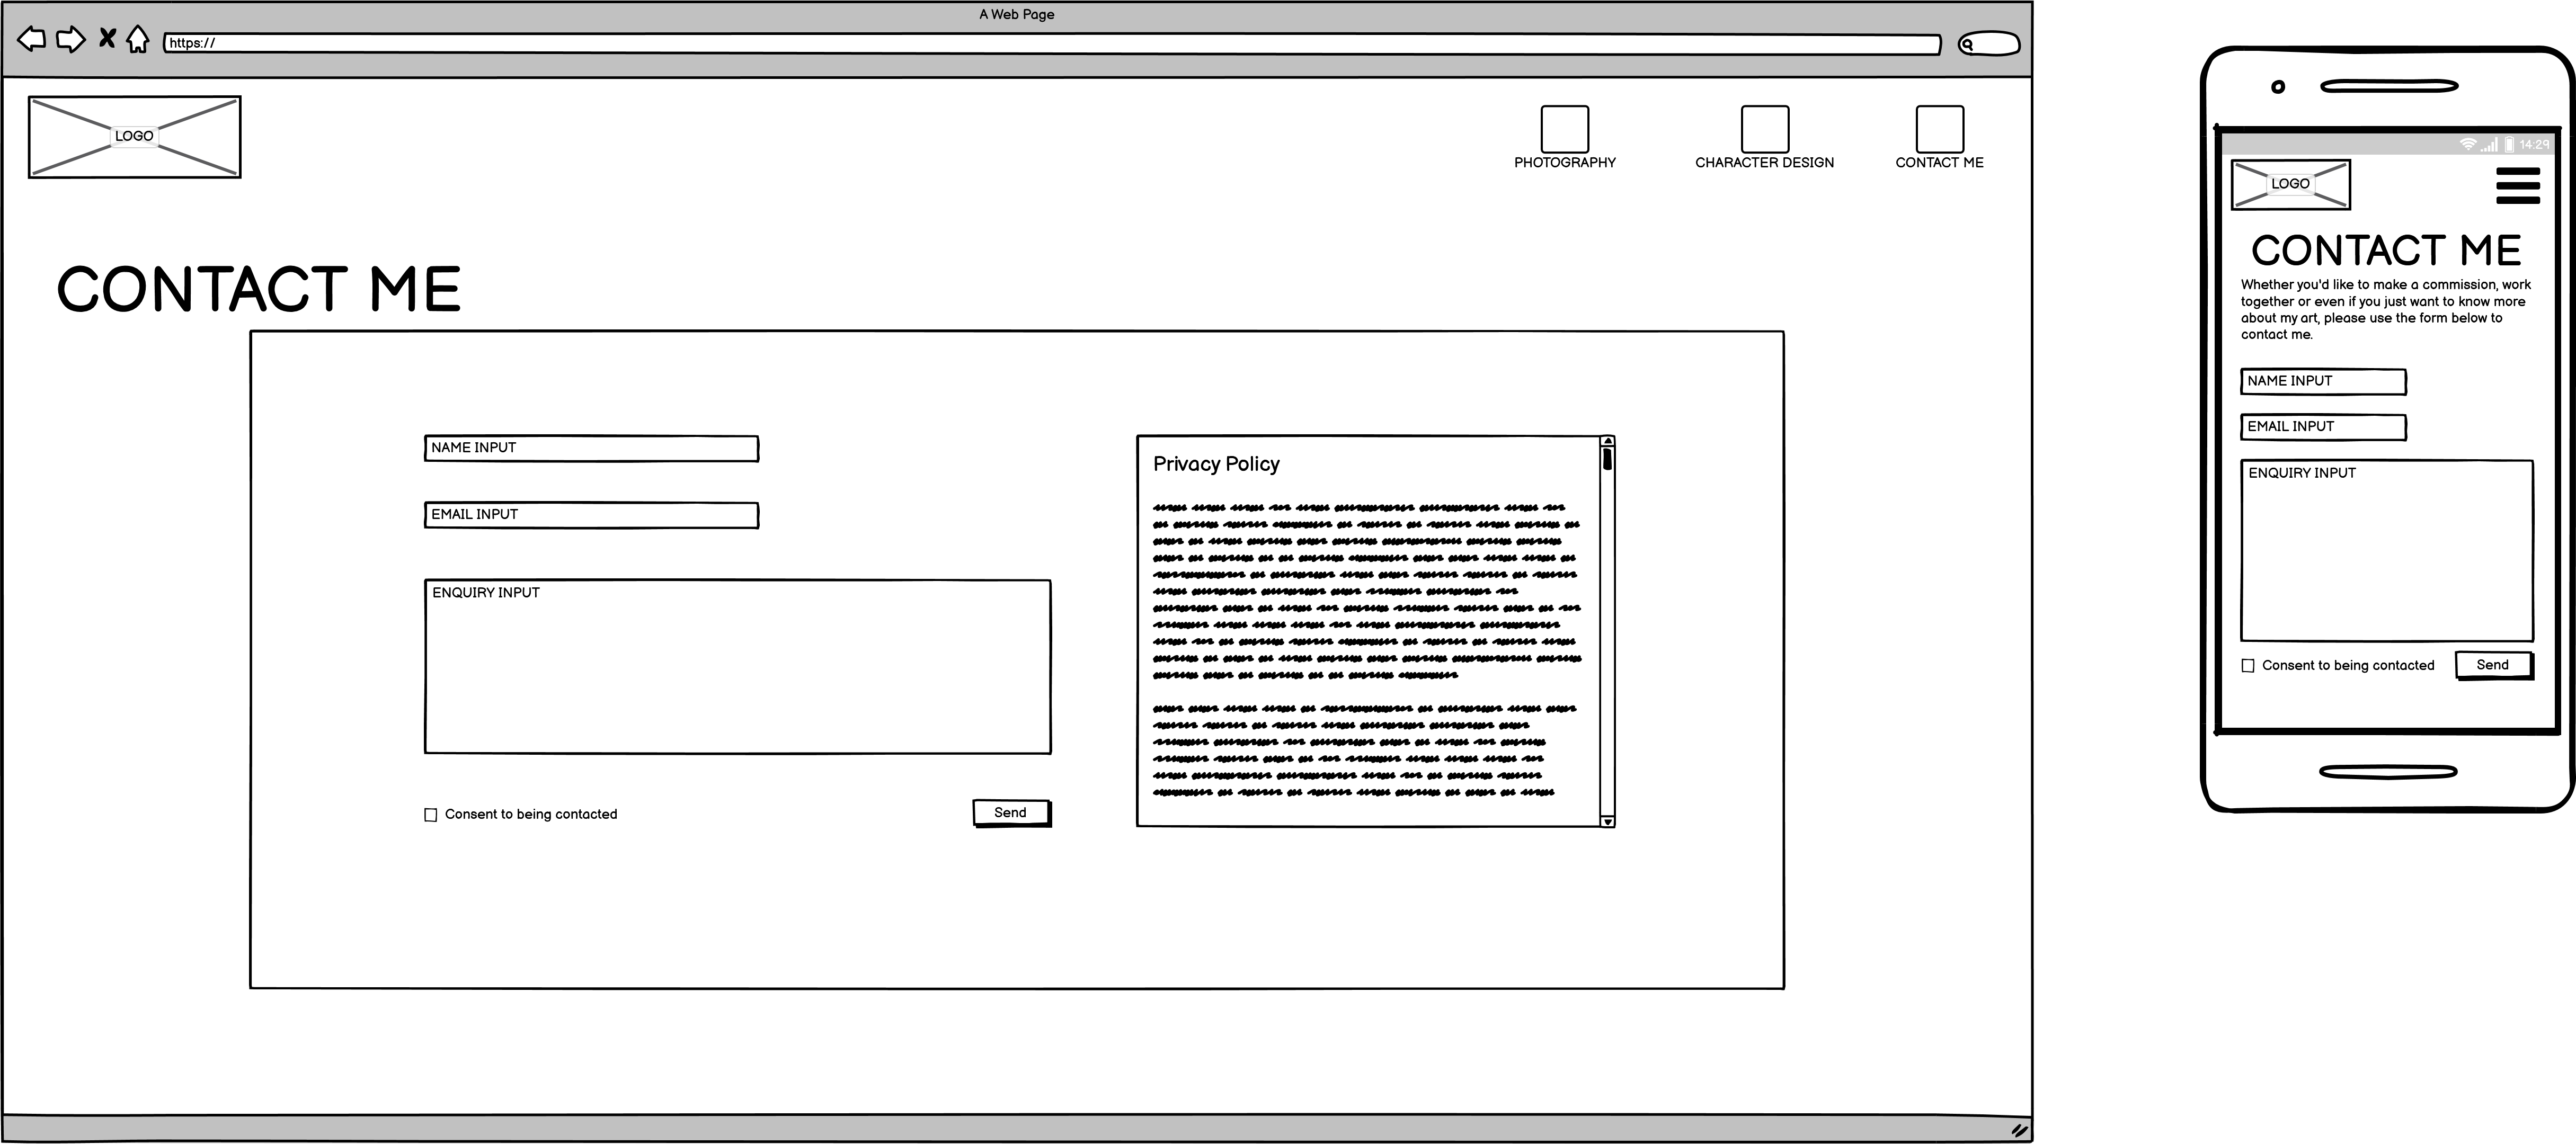 A Web Page
https://
LOGO
PHOTOGRAPHY
CHARACTER DESIGN
CONTACT ME
CONTACT ME
NAME INPUT
EMAIL INPUT
ENQUIRY INPUT
Consent to being contacted
Send
Privacy Policy
14:29
LOGO
CONTACT ME
Whether you'd like to make a commission, work
together or even if you just want to know more
about my art, please use the form below to
contact me.
NAME INPUT
EMAIL INPUT
ENQUIRY INPUT
Consent to being contacted
Send